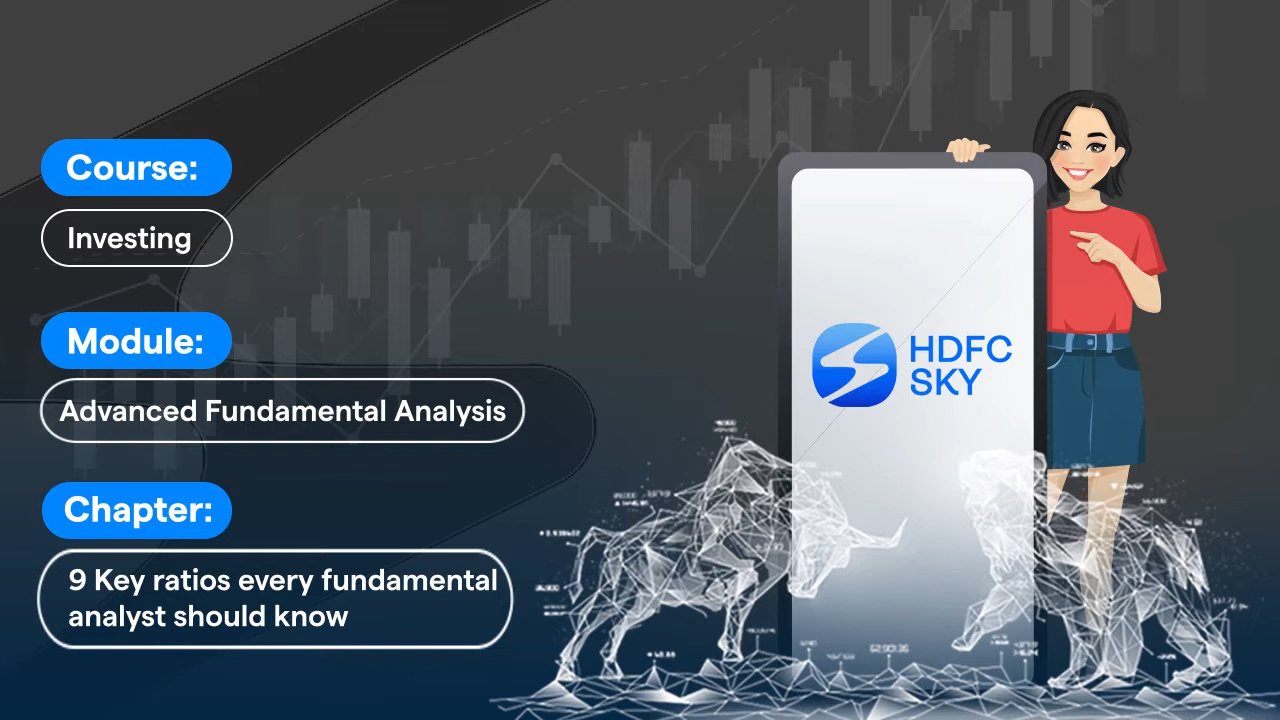 Course:
Investing
Module:
Advanced Fundamental Analysis
Chapter:
9 Key ratios every fundamental
analyst should know
HDFC
SKY